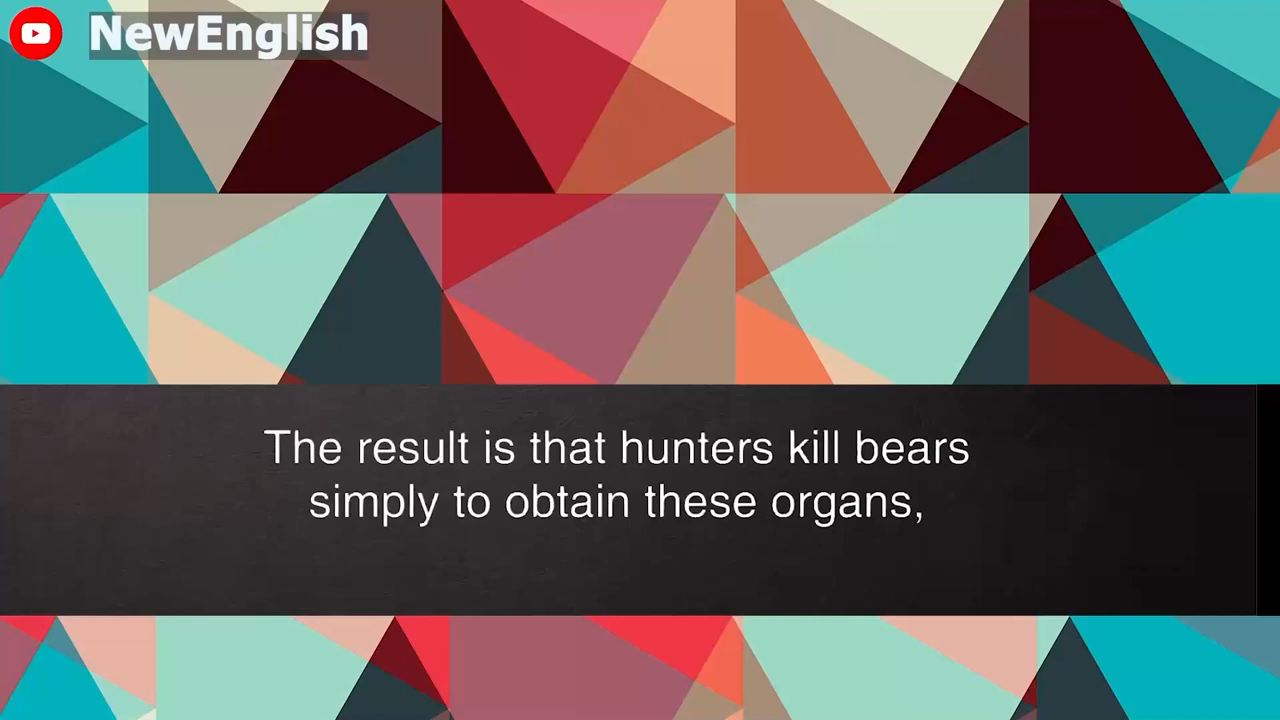 NewEnglish
The result is that hunters kill bears
simply to obtain these organs,